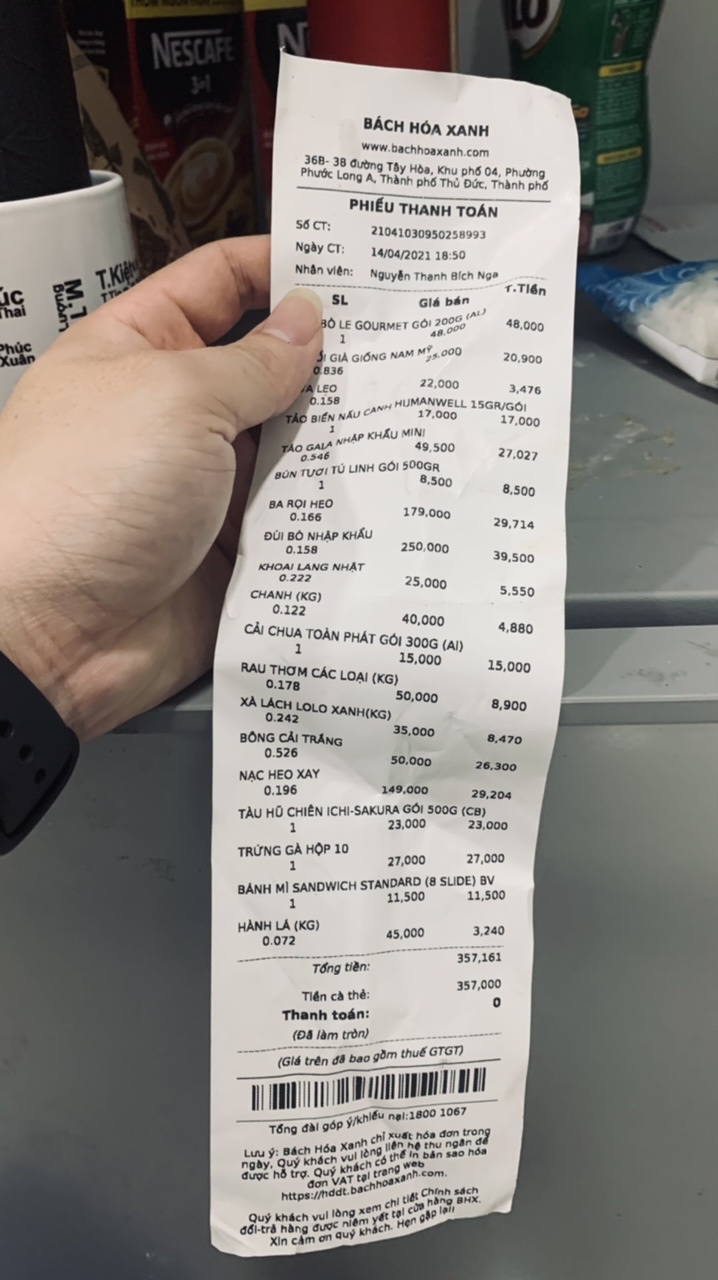 NESCAFÉ
3in1
T.Kiệ
M.T
Buôn
úc
Thai
Phúc
Xuân
BÁCH HÓA XANH
www.bachhoaxanh.com
36B- 38 đường Tây Hòa, Khu phố 04, Phường
Phước Long A, Thành phố Thủ Đức, Thành phố
PHIẾU THANH TOÁN
Số CT: 21041030950258993
Ngày CT: 14/04/2021 18:50
Nhân viên: Nguyễn Thanh Bích Nga
SL Giá bán T.Tiền
BÒ LE GOURMET GÓI 200G (AL)
1 48.000 48,000
ỔI GIÀ GIỐNG NAM MỸ
0.836 25.000 20,900
A LEO
0.158 22,000 3,476
TẢO BIỂN NẤU CANH HUMANWELL 15GR/GÓI
1 17,000 17,000
TÁO GALA NHẬP KHẨU MINI
0.546 49,500 27,027
BÚN TƯƠI TỨ LINH GÓI 500GR
1 8,500 8,500
BA RỌI HEO
0.166 179,000 29,714
ĐÙI BÒ NHẬP KHẨU
0.158 250,000 39,500
KHOAI LANG NHẬT
0.222 25,000 5,550
CHANH (KG)
0.122 40,000 4,880
CẢI CHUA TOÀN PHÁT GÓI 300G (AI)
1 15,000 15,000
RAU THƠM CÁC LOẠI (KG)
0.178 50,000 8,900
XÀ LÁCH LOLO XANH(KG)
0.242 35,000 8,470
BÔNG CẢI TRẮNG
0.526 50,000 26,300
NẠC HEO XAY
0.196 149,000 29,204
TÀU HŨ CHIÊN ICHI-SAKURA GÓI 500G (CB)
1 23,000 23,000
TRỨNG GÀ HỘP 10
1 27,000 27,000
BÁNH MÌ SANDWICH STANDARD (8 SLIDE) BV
1 11,500 11,500
HÀNH LÁ (KG)
0.072 45,000 3,240
Tổng tiền: 357,161
Tiền cà thẻ: 357,000
Thanh toán: 0
(Đã làm tròn)
(Giá trên đã bao gồm thuế GTGT)
Tổng đài góp ý/khiếu nại:1800 1067
Lưu ý: Bách Hóa Xanh chỉ xuất hóa đơn trong
ngày, Quý khách vui lòng liên hệ thu ngân để
được hỗ trợ. Quý khách có thể in bản sao hóa
đơn VAT tại trang web
https://hddt.bachhoaxanh.com.
Quý khách vui lòng xem chi tiết Chính sách
đổi-trả hàng được niêm yết tại cửa hàng BHX.
Xin cảm ơn quý khách. Hẹn gặp lại!